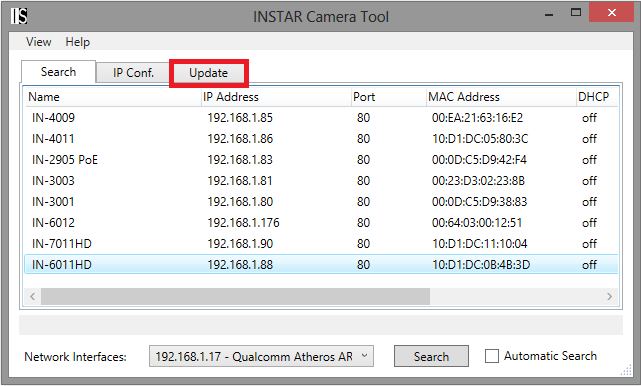 IS INSTAR Camera Tool
View Help
Search IP Conf. Update
Name IP Address Port MAC Address DHCP
IN-4009 192.168.1.85 80 00:EA:21:63:16:E2 off
IN-4011 192.168.1.86 80 10:D1:DC:05:80:3C off
IN-2905 PoE 192.168.1.83 80 00:0D:C5:D9:42:F4 off
IN-3003 192.168.1.81 80 00:23:D3:02:23:8B off
IN-3001 192.168.1.80 80 00:0D:C5:D9:38:83 off
IN-6012 192.168.1.176 80 00:64:03:00:12:51 off
IN-7011HD 192.168.1.90 80 10:D1:DC:11:10:04 off
IN-6011HD 192.168.1.88 80 10:D1:DC:0B:4B:3D off
Network Interfaces: 192.168.1.17 - Qualcomm Atheros AR Search Automatic Search